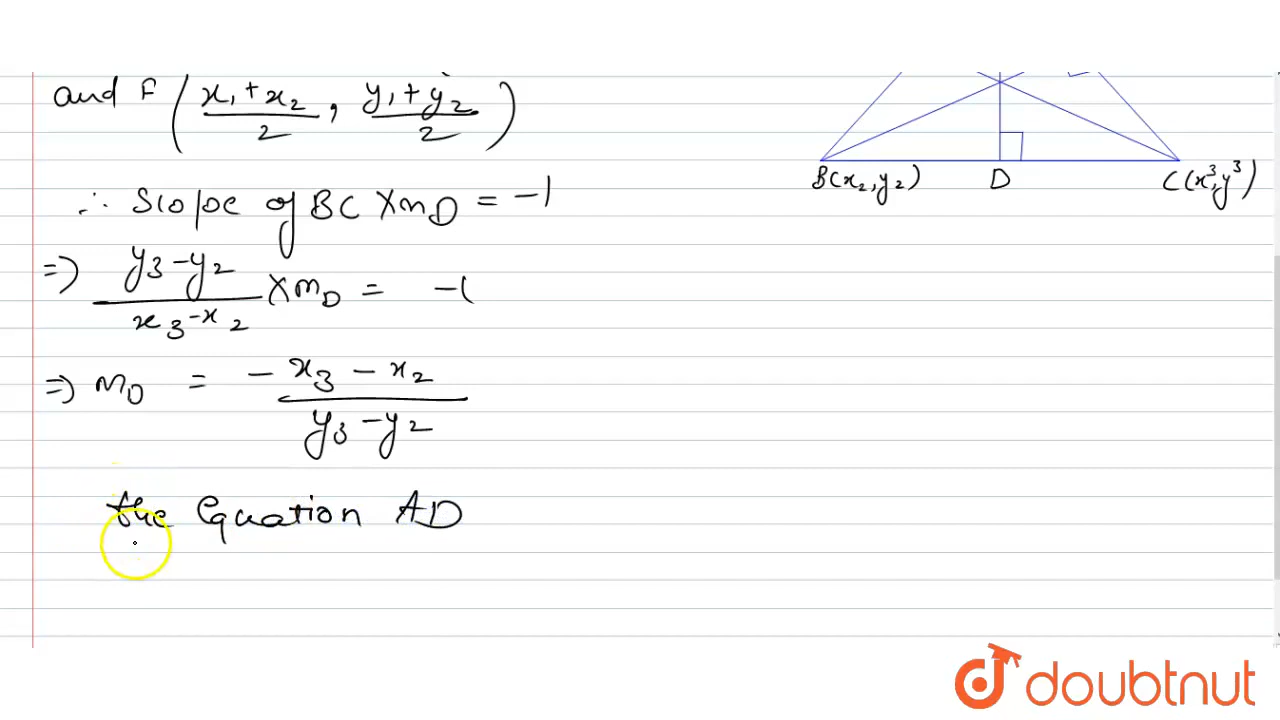 and F ( x₁ + x₂ / 2 , y₁ + y₂ / 2 )
∴ Slope of BC × m_D = -1
⇒ y₃ - y₂ / x₃ - x₂ × m_D = -1
⇒ m_D = - x₃ - x₂ / y₃ - y₂
the Equation AD
B(x₂, y₂) D C(x³, y³)
doubtnut